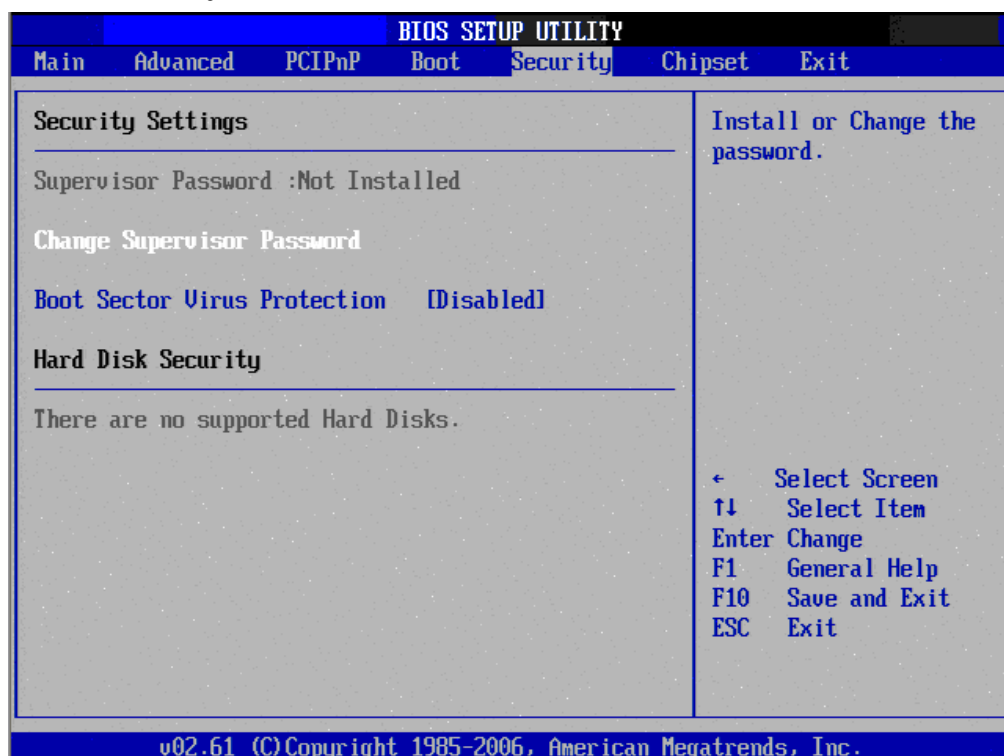 BIOS SETUP UTILITY
Main Advanced PCIPnP Boot Security Chipset Exit
Security Settings
Supervisor Password :Not Installed
Change Supervisor Password
Boot Sector Virus Protection [Disabled]
Hard Disk Security
There are no supported Hard Disks.
Install or Change the
password.
← Select Screen
↑↓ Select Item
Enter Change
F1 General Help
F10 Save and Exit
ESC Exit
v02.61 (C)Copyright 1985-2006, American Megatrends, Inc.